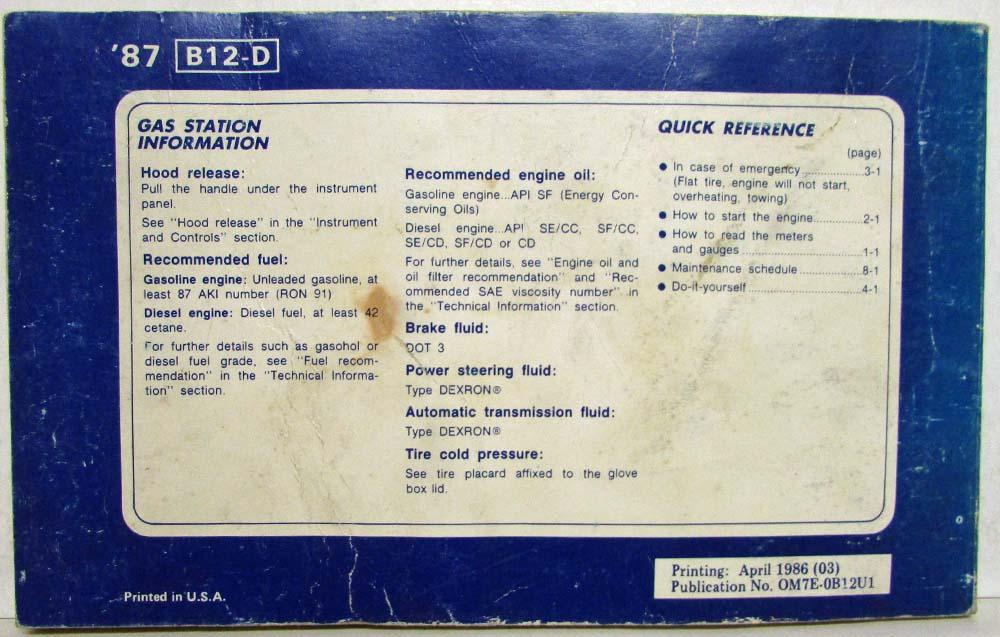 '87 B12-D
GAS STATION
INFORMATION
Hood release:
Pull the handle under the instrument
panel.
See "Hood release" in the "Instrument
and Controls" section.
Recommended fuel:
Gasoline engine: Unleaded gasoline, at
least 87 AKI number (RON 91)
Diesel engine: Diesel fuel, at least 42
cetane.
For further details such as gasohol or
diesel fuel grade, see "Fuel recom-
mendation" in the "Technical Informa-
tion" section.
Recommended engine oil:
Gasoline engine...API SF (Energy Con-
serving Oils)
Diesel engine...API SE/CC, SF/CC,
SE/CD, SF/CD or CD
For further details, see "Engine oil and
oil filter recommendation" and "Rec-
ommended SAE viscosity number" in
the "Technical Information" section.
Brake fluid:
DOT 3
Power steering fluid:
Type DEXRON®
Automatic transmission fluid:
Type DEXRON®
Tire cold pressure:
See tire placard affixed to the glove
box lid.
QUICK REFERENCE
(page)
• In case of emergency....................3-1
(Flat tire, engine will not start,
overheating, towing)
• How to start the engine.............2-1
• How to read the meters
and gauges................................1-1
• Maintenance schedule................8-1
• Do-it-yourself..............................4-1
Printed in U.S.A.
Printing: April 1986 (03)
Publication No. OM7E-0B12U1